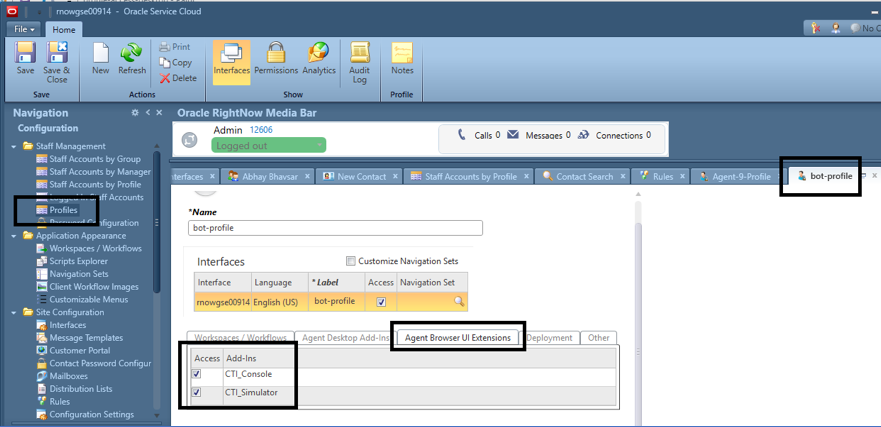 rnowgse00914 - Oracle Service Cloud
File Home
No C
Save Save & Close New Refresh Print Copy Delete Interfaces Permissions Analytics Audit Log Notes
Save Actions Show Profile
Navigation
Configuration
Staff Management
Staff Accounts by Group
Staff Accounts by Manager
Staff Accounts by Profile
Logged In Staff Accounts
Profiles
Password Configuration
Application Appearance
Workspaces / Workflows
Scripts Explorer
Navigation Sets
Client Workflow Images
Customizable Menus
Site Configuration
Interfaces
Message Templates
Customer Portal
Contact Password Configur
Mailboxes
Distribution Lists
Rules
Configuration Settings
Oracle RightNow Media Bar
Admin 12606
Logged out
Calls 0 Messages 0 Connections 0
nterfaces x Abhay Bhavsar x New Contact x Staff Accounts by Profile x Contact Search x Rules x Agent-9-Profile x bot-profile x
*Name
bot-profile
Interfaces Customize Navigation Sets
Interface Language * Label Access Navigation Set
rnowgse00914 English (US) bot-profile
Workspaces / Workflows Agent Desktop Add-Ins Agent Browser UI Extensions Deployment Other
Access Add-Ins
CTI_Console
CTI_Simulator